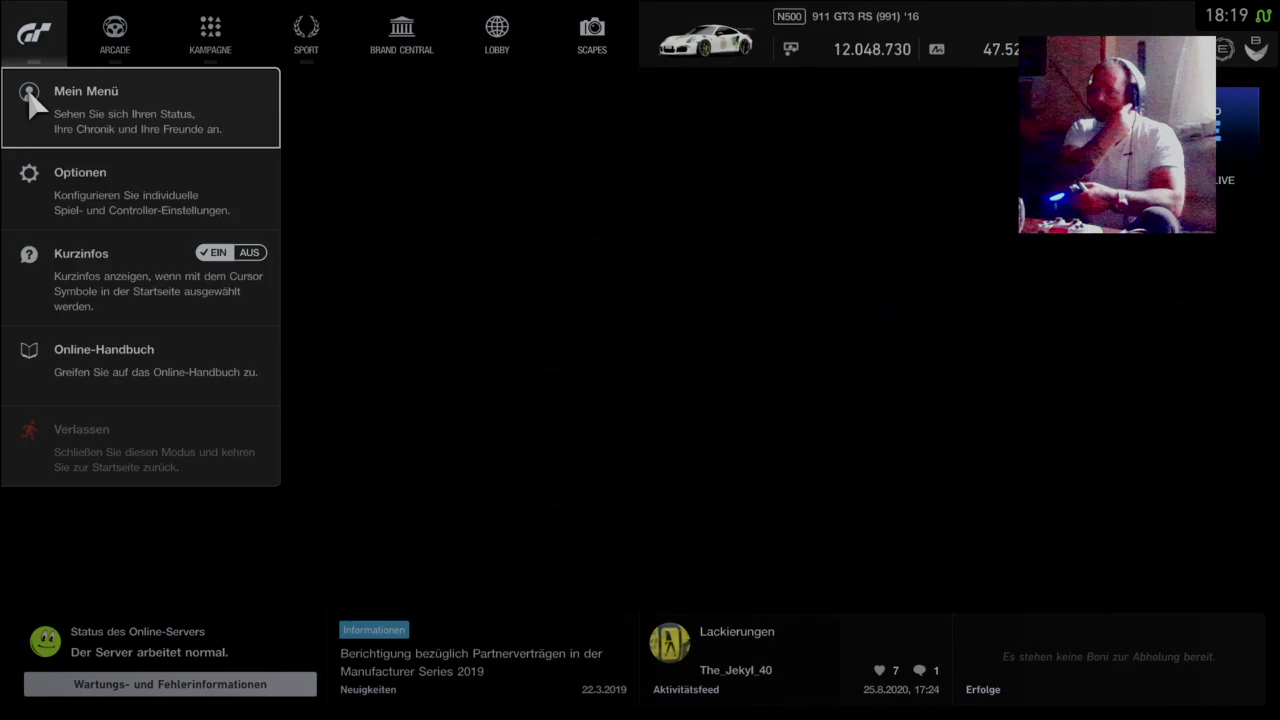 ARCADE
KAMPAGNE
SPORT
BRAND CENTRAL
LOBBY
SCAPES
N500 911 GT3 RS (991) '16
12.048.730
47.52
18:19
E
B
Mein Menü
Sehen Sie sich Ihren Status,
Ihre Chronik und Ihre Freunde an.
Optionen
Konfigurieren Sie individuelle
Spiel- und Controller-Einstellungen.
Kurzinfos
EIN AUS
Kurzinfos anzeigen, wenn mit dem Cursor
Symbole in der Startseite ausgewählt
werden.
Online-Handbuch
Greifen Sie auf das Online-Handbuch zu.
Verlassen
Schließen Sie diesen Modus und kehren
Sie zur Startseite zurück.
LIVE
Status des Online-Servers
Der Server arbeitet normal.
Wartungs- und Fehlerinformationen
Informationen
Berichtigung bezüglich Partnerverträgen in der
Manufacturer Series 2019
Neuigkeiten 22.3.2019
Lackierungen
The_Jekyl_40 7 1
Aktivitätsfeed 25.8.2020, 17:24
Es stehen keine Boni zur Abholung bereit.
Erfolge